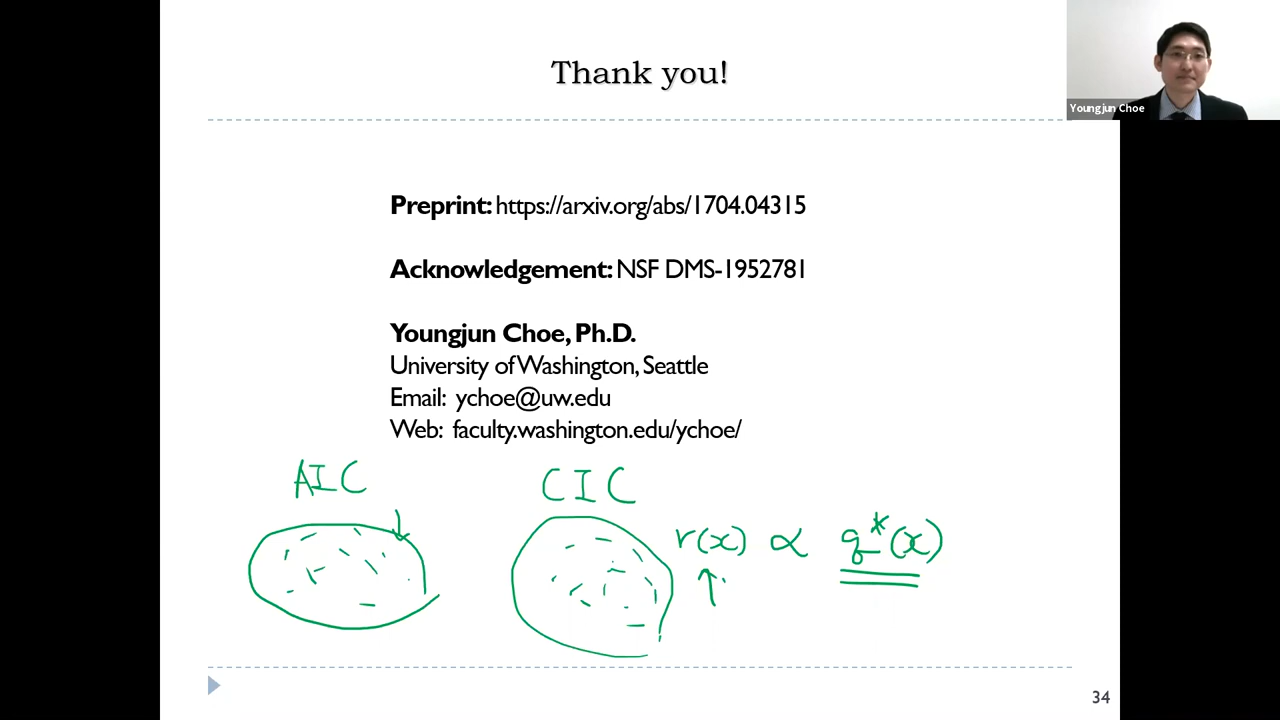 Thank you!
Youngjun Choe
Preprint: https://arxiv.org/abs/1704.04315
Acknowledgement: NSF DMS-1952781
Youngjun Choe, Ph.D.
University of Washington, Seattle
Email: ychoe@uw.edu
Web: faculty.washington.edu/ychoe/
AIC
CIC
r(x) ∝ q*(x)
34